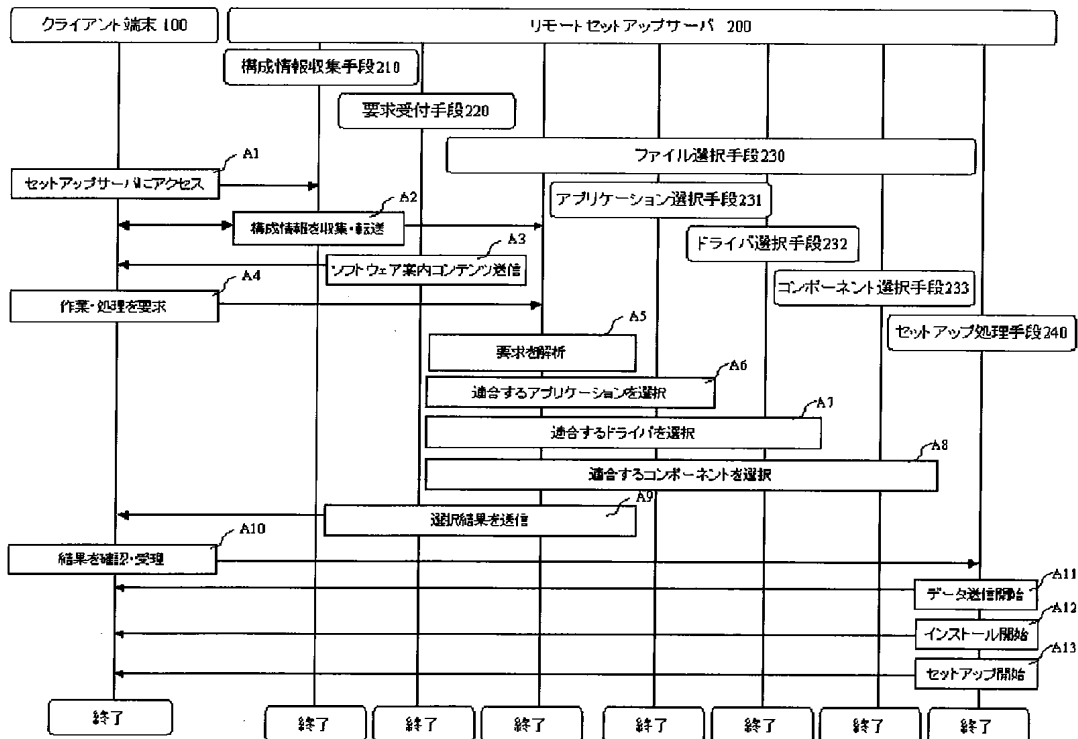 クライアント端末100
リモートセットアップサーバ 200
構成情報収集手段210
要求受付手段220
ファイル選択手段230
A1
セットアップサーバにアクセス
アプリケーション選択手段231
A2
構成情報を収集・転送
ドライバ選択手段232
A3
ソフトウェア案内コンテンツ送信
A4
コンポーネント選択手段233
作業・処理を要求
A5
セットアップ処理手段240
要求を解析
A6
適合するアプリケーションを選択
A7
適合するドライバを選択
A8
適合するコンポーネントを選択
A9
選択結果を送信
A10
結果を確認・受理
A11
データ送信開始
A12
インストール開始
A13
セットアップ開始
終了
終了
終了
終了
終了
終了
終了
終了